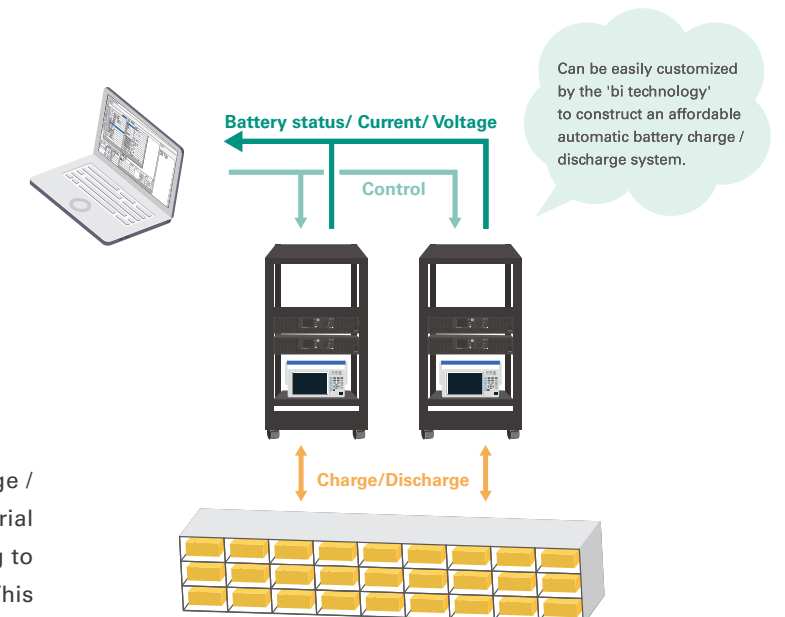 Can be easily customized
by the 'bi technology'
to construct an affordable
automatic battery charge /
discharge system.
Battery status/ Current/ Voltage
Control
Charge/Discharge
ge /
rial
g to
This